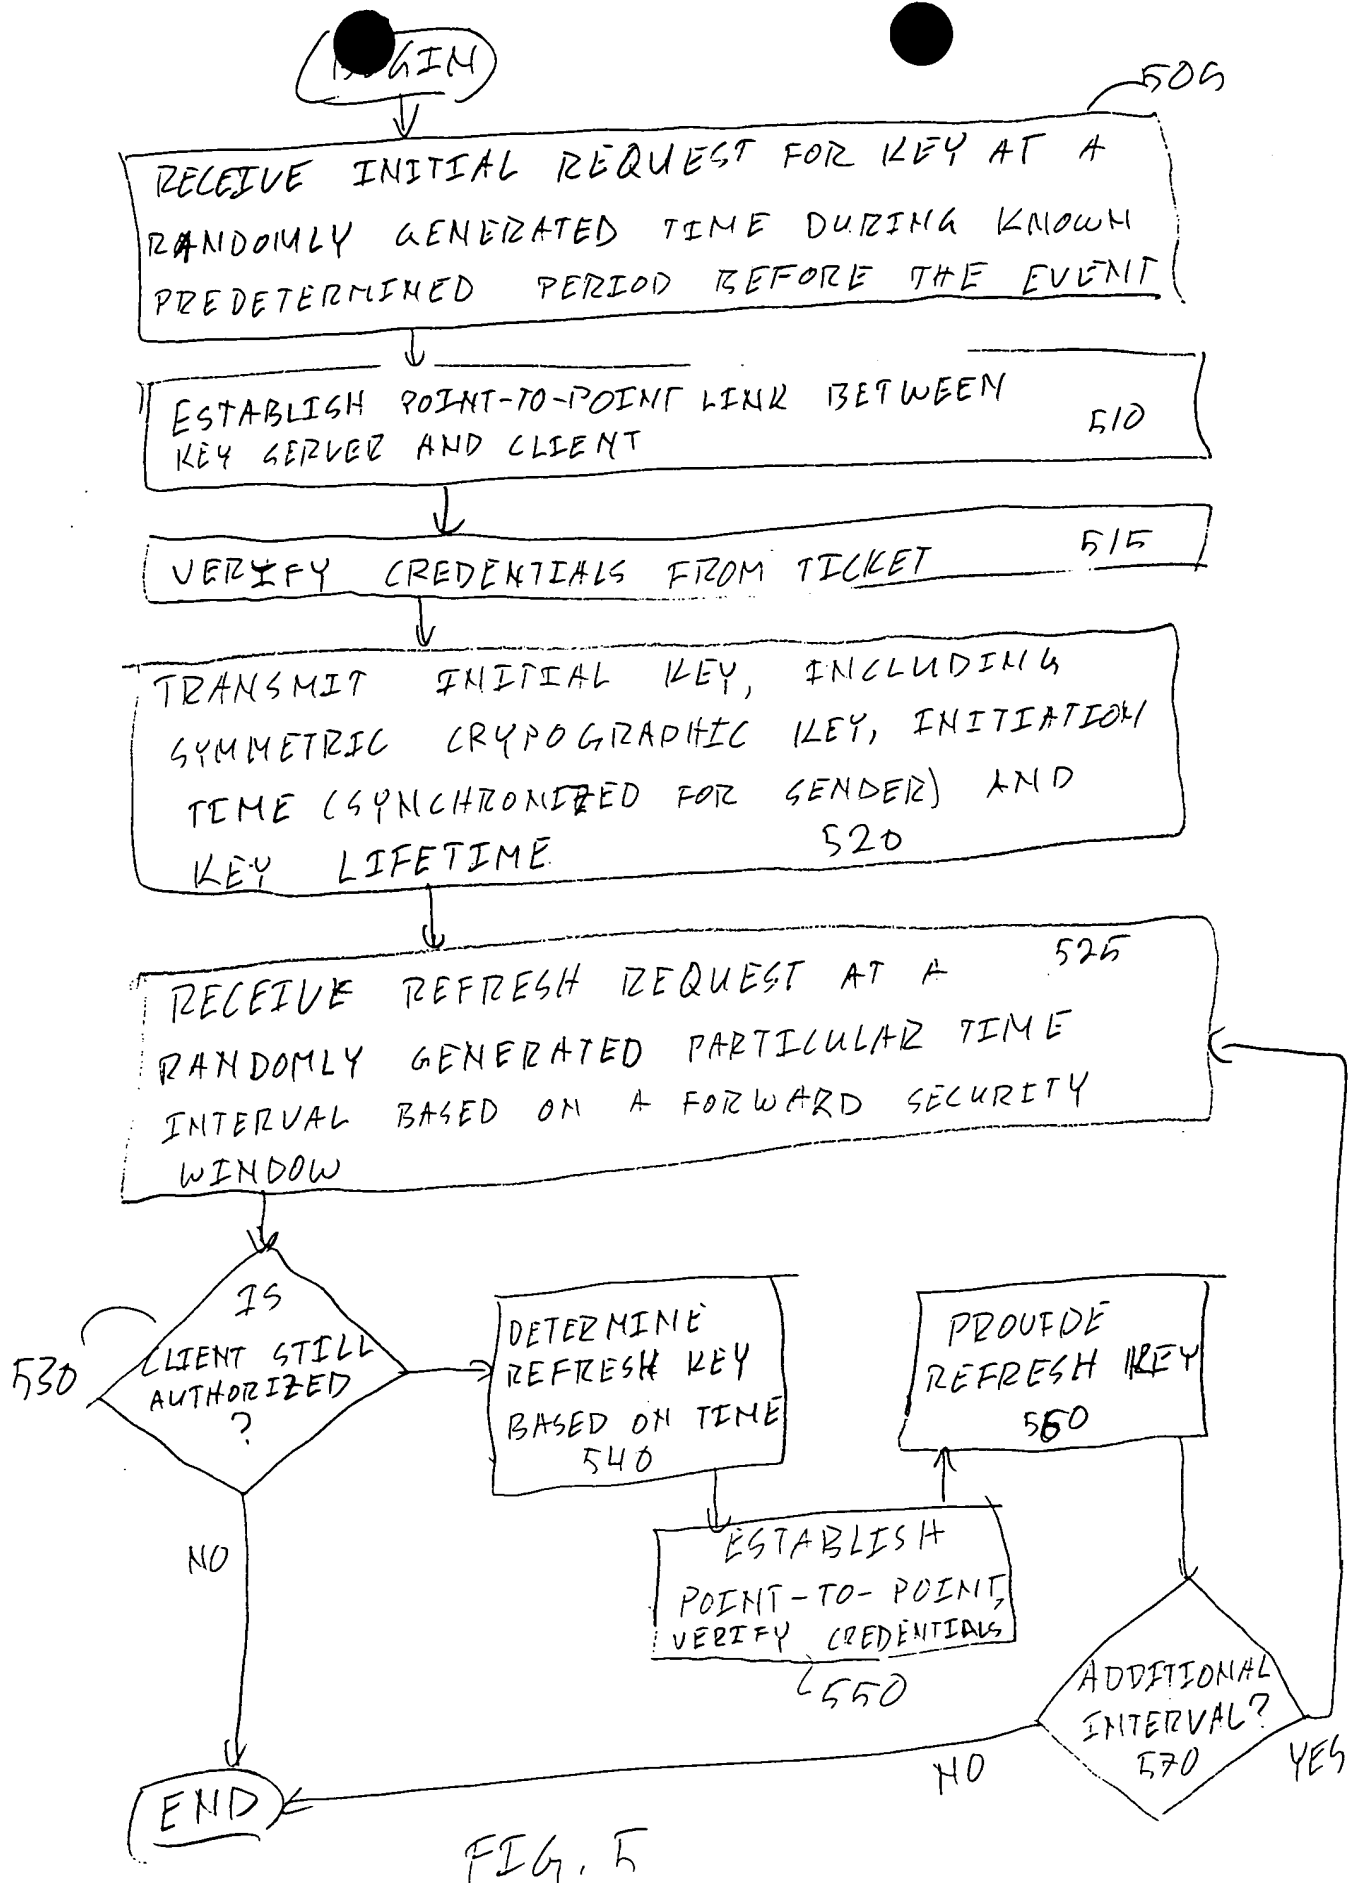 BEGIN
505
RECEIVE INITIAL REQUEST FOR KEY AT A
RANDOMLY GENERATED TIME DURING KNOWN
PREDETERMINED PERIOD BEFORE THE EVENT
ESTABLISH POINT-TO-POINT LINK BETWEEN
KEY SERVER AND CLIENT
510
VERIFY CREDENTIALS FROM TICKET
515
TRANSMIT INITIAL KEY, INCLUDING
SYMMETRIC CRYPOGRAPHIC KEY, INITIATION
TIME (SYNCHRONIZED FOR SENDER) AND
KEY LIFETIME
520
525
RECEIVE REFRESH REQUEST AT A
RANDOMLY GENERATED PARTICULAR TIME
INTERVAL BASED ON A FORWARD SECURITY
WINDOW
530
IS
CLIENT STILL
AUTHORIZED
?
NO
DETERMINE
REFRESH KEY
BASED ON TIME
540
ESTABLISH
POINT-TO-POINT,
VERIFY CREDENTIALS
550
PROVIDE
REFRESH KEY
560
ADDITIONAL
INTERVAL?
570
YES
NO
END
FIG. 5